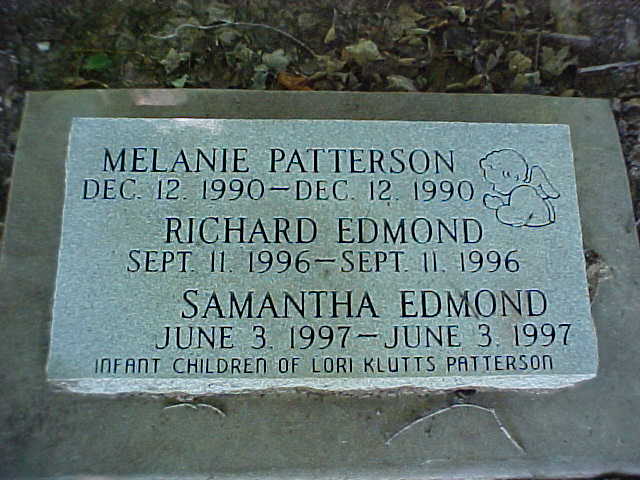 MELANIE PATTERSON
DEC. 12. 1990–DEC. 12. 1990
RICHARD EDMOND
SEPT. 11. 1996–SEPT. 11. 1996
SAMANTHA EDMOND
JUNE 3. 1997–JUNE 3. 1997
INFANT CHILDREN OF LORI KLUTTS PATTERSON